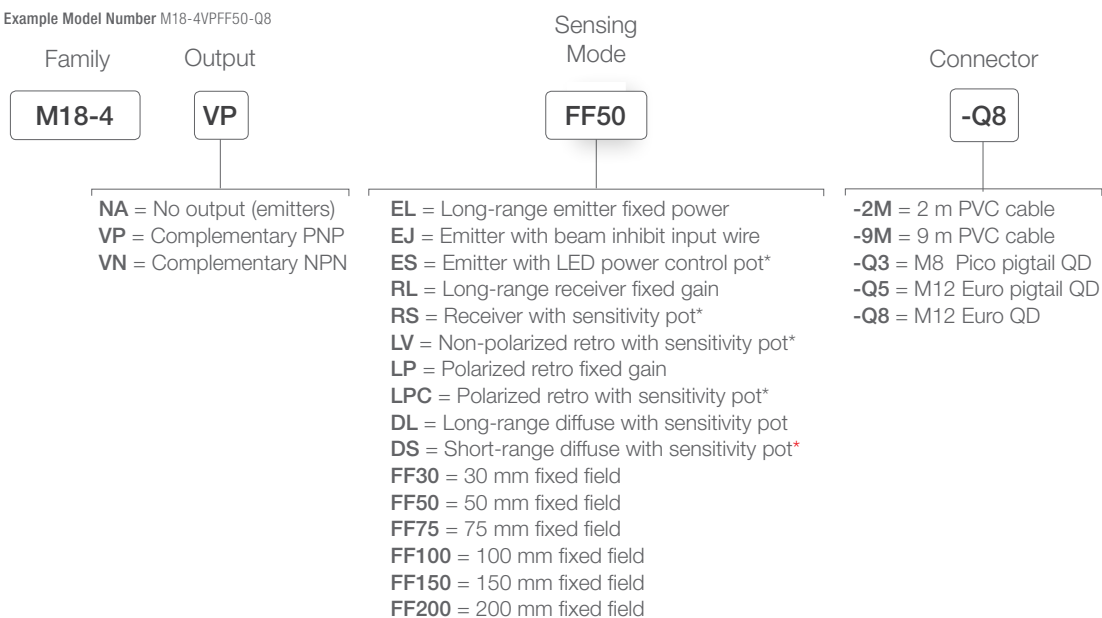 Example Model Number M18-4VPFF50-Q8
Family
Output
Sensing
Mode
Connector
M18-4
VP
FF50
-Q8
NA = No output (emitters)
VP = Complementary PNP
VN = Complementary NPN
EL = Long-range emitter fixed power
EJ = Emitter with beam inhibit input wire
ES = Emitter with LED power control pot*
RL = Long-range receiver fixed gain
RS = Receiver with sensitivity pot*
LV = Non-polarized retro with sensitivity pot*
LP = Polarized retro fixed gain
LPC = Polarized retro with sensitivity pot*
DL = Long-range diffuse with sensitivity pot
DS = Short-range diffuse with sensitivity pot*
FF30 = 30 mm fixed field
FF50 = 50 mm fixed field
FF75 = 75 mm fixed field
FF100 = 100 mm fixed field
FF150 = 150 mm fixed field
FF200 = 200 mm fixed field
-2M = 2 m PVC cable
-9M = 9 m PVC cable
-Q3 = M8 Pico pigtail QD
-Q5 = M12 Euro pigtail QD
-Q8 = M12 Euro QD